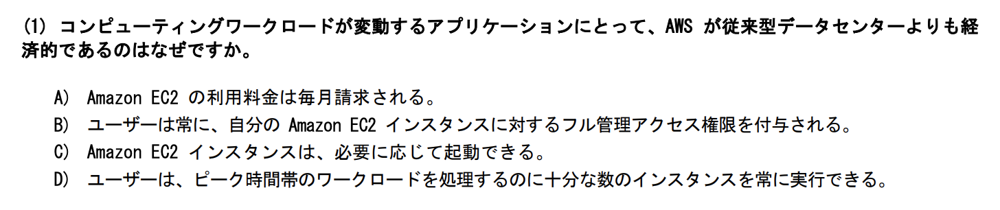 (1) コンピューティングワークロードが変動するアプリケーションにとって、AWS が従来型データセンターよりも経
済的であるのはなぜですか。
A) Amazon EC2 の利用料金は毎月請求される。
B) ユーザーは常に、自分の Amazon EC2 インスタンスに対するフル管理アクセス権限を付与される。
C) Amazon EC2 インスタンスは、必要に応じて起動できる。
D) ユーザーは、ピーク時間帯のワークロードを処理するのに十分な数のインスタンスを常に実行できる。